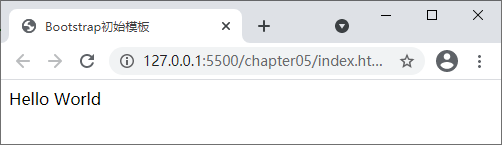 Bootstrap初始模板
127.0.0.1:5500/chapter05/index.ht...
Hello World